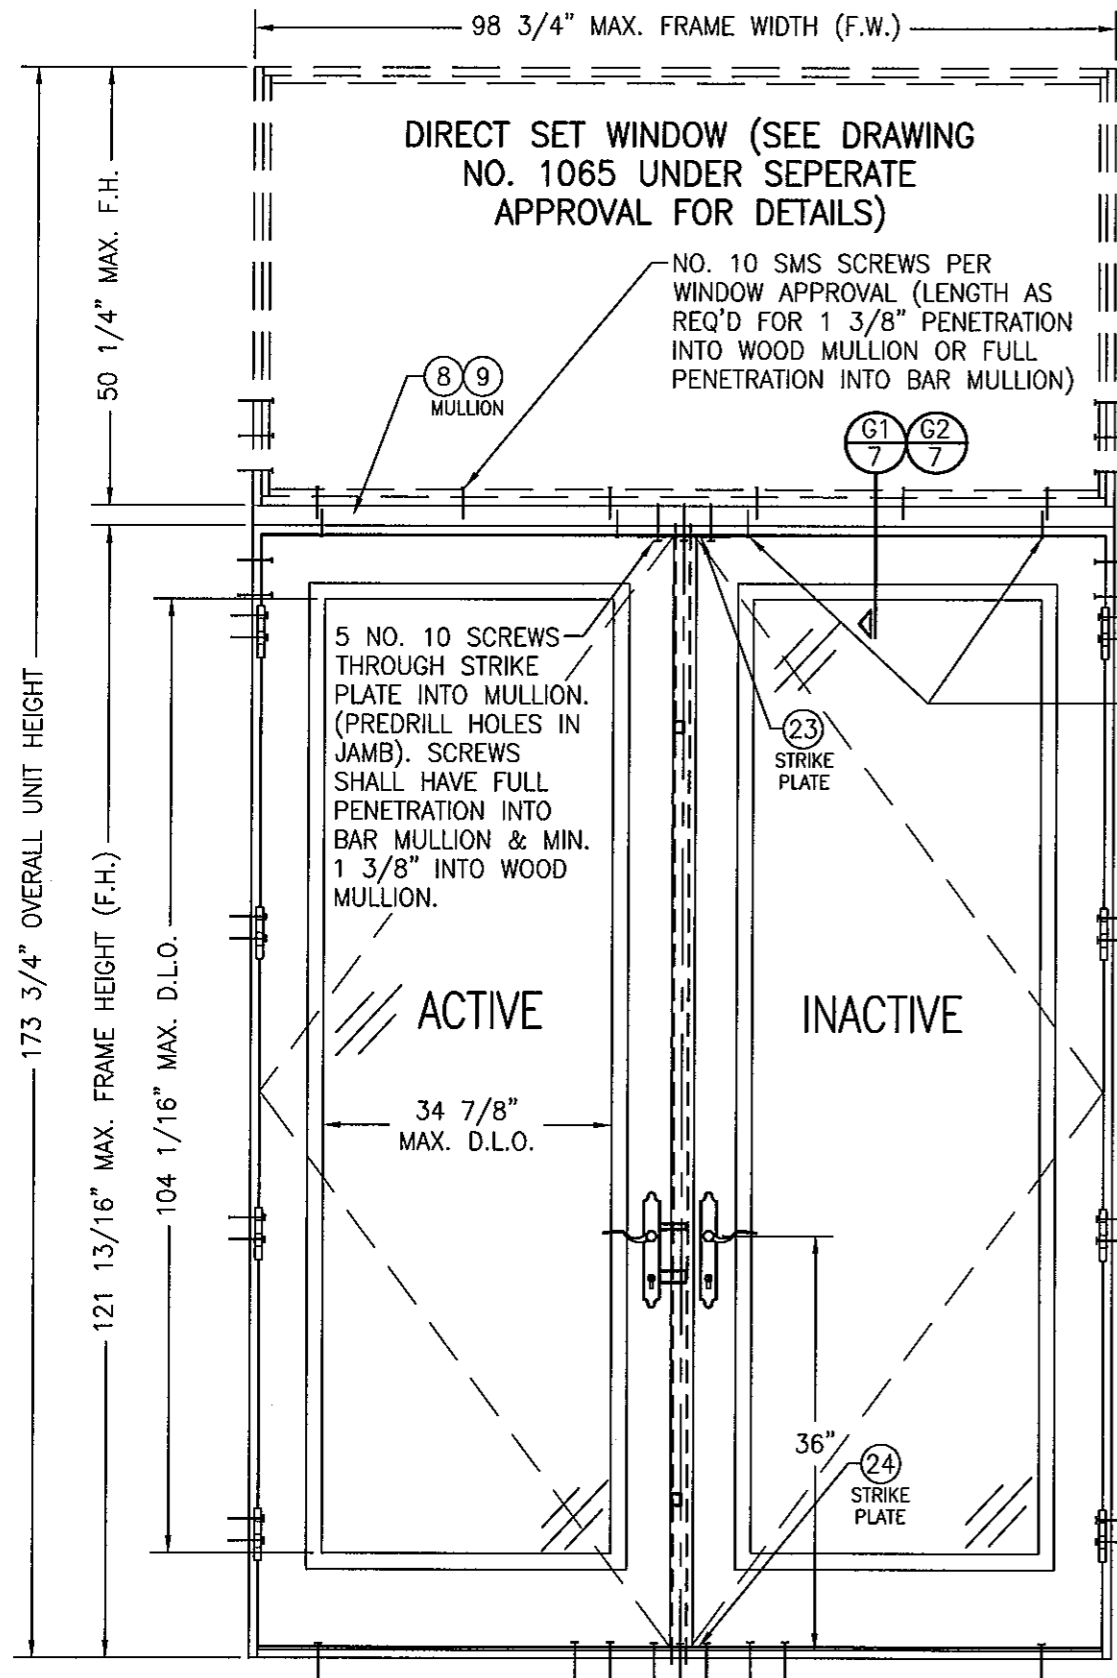 98 3/4" MAX. FRAME WIDTH (F.W.)
DIRECT SET WINDOW (SEE DRAWING
NO. 1065 UNDER SEPERATE
APPROVAL FOR DETAILS)
50 1/4" MAX. F.H.
NO. 10 SMS SCREWS PER
WINDOW APPROVAL (LENGTH AS
REQ'D FOR 1 3/8" PENETRATION
INTO WOOD MULLION OR FULL
PENETRATION INTO BAR MULLION)
8 9
MULLION
G1 G2
7 7
5 NO. 10 SCREWS
THROUGH STRIKE
PLATE INTO MULLION.
(PREDRILL HOLES IN
JAMB). SCREWS
SHALL HAVE FULL
PENETRATION INTO
BAR MULLION & MIN.
1 3/8" INTO WOOD
MULLION.
23
STRIKE
PLATE
173 3/4" OVERALL UNIT HEIGHT
121 13/16" MAX. FRAME HEIGHT (F.H.)
104 1/16" MAX. D.L.O.
ACTIVE
INACTIVE
34 7/8"
MAX. D.L.O.
36"
24
STRIKE
PLATE